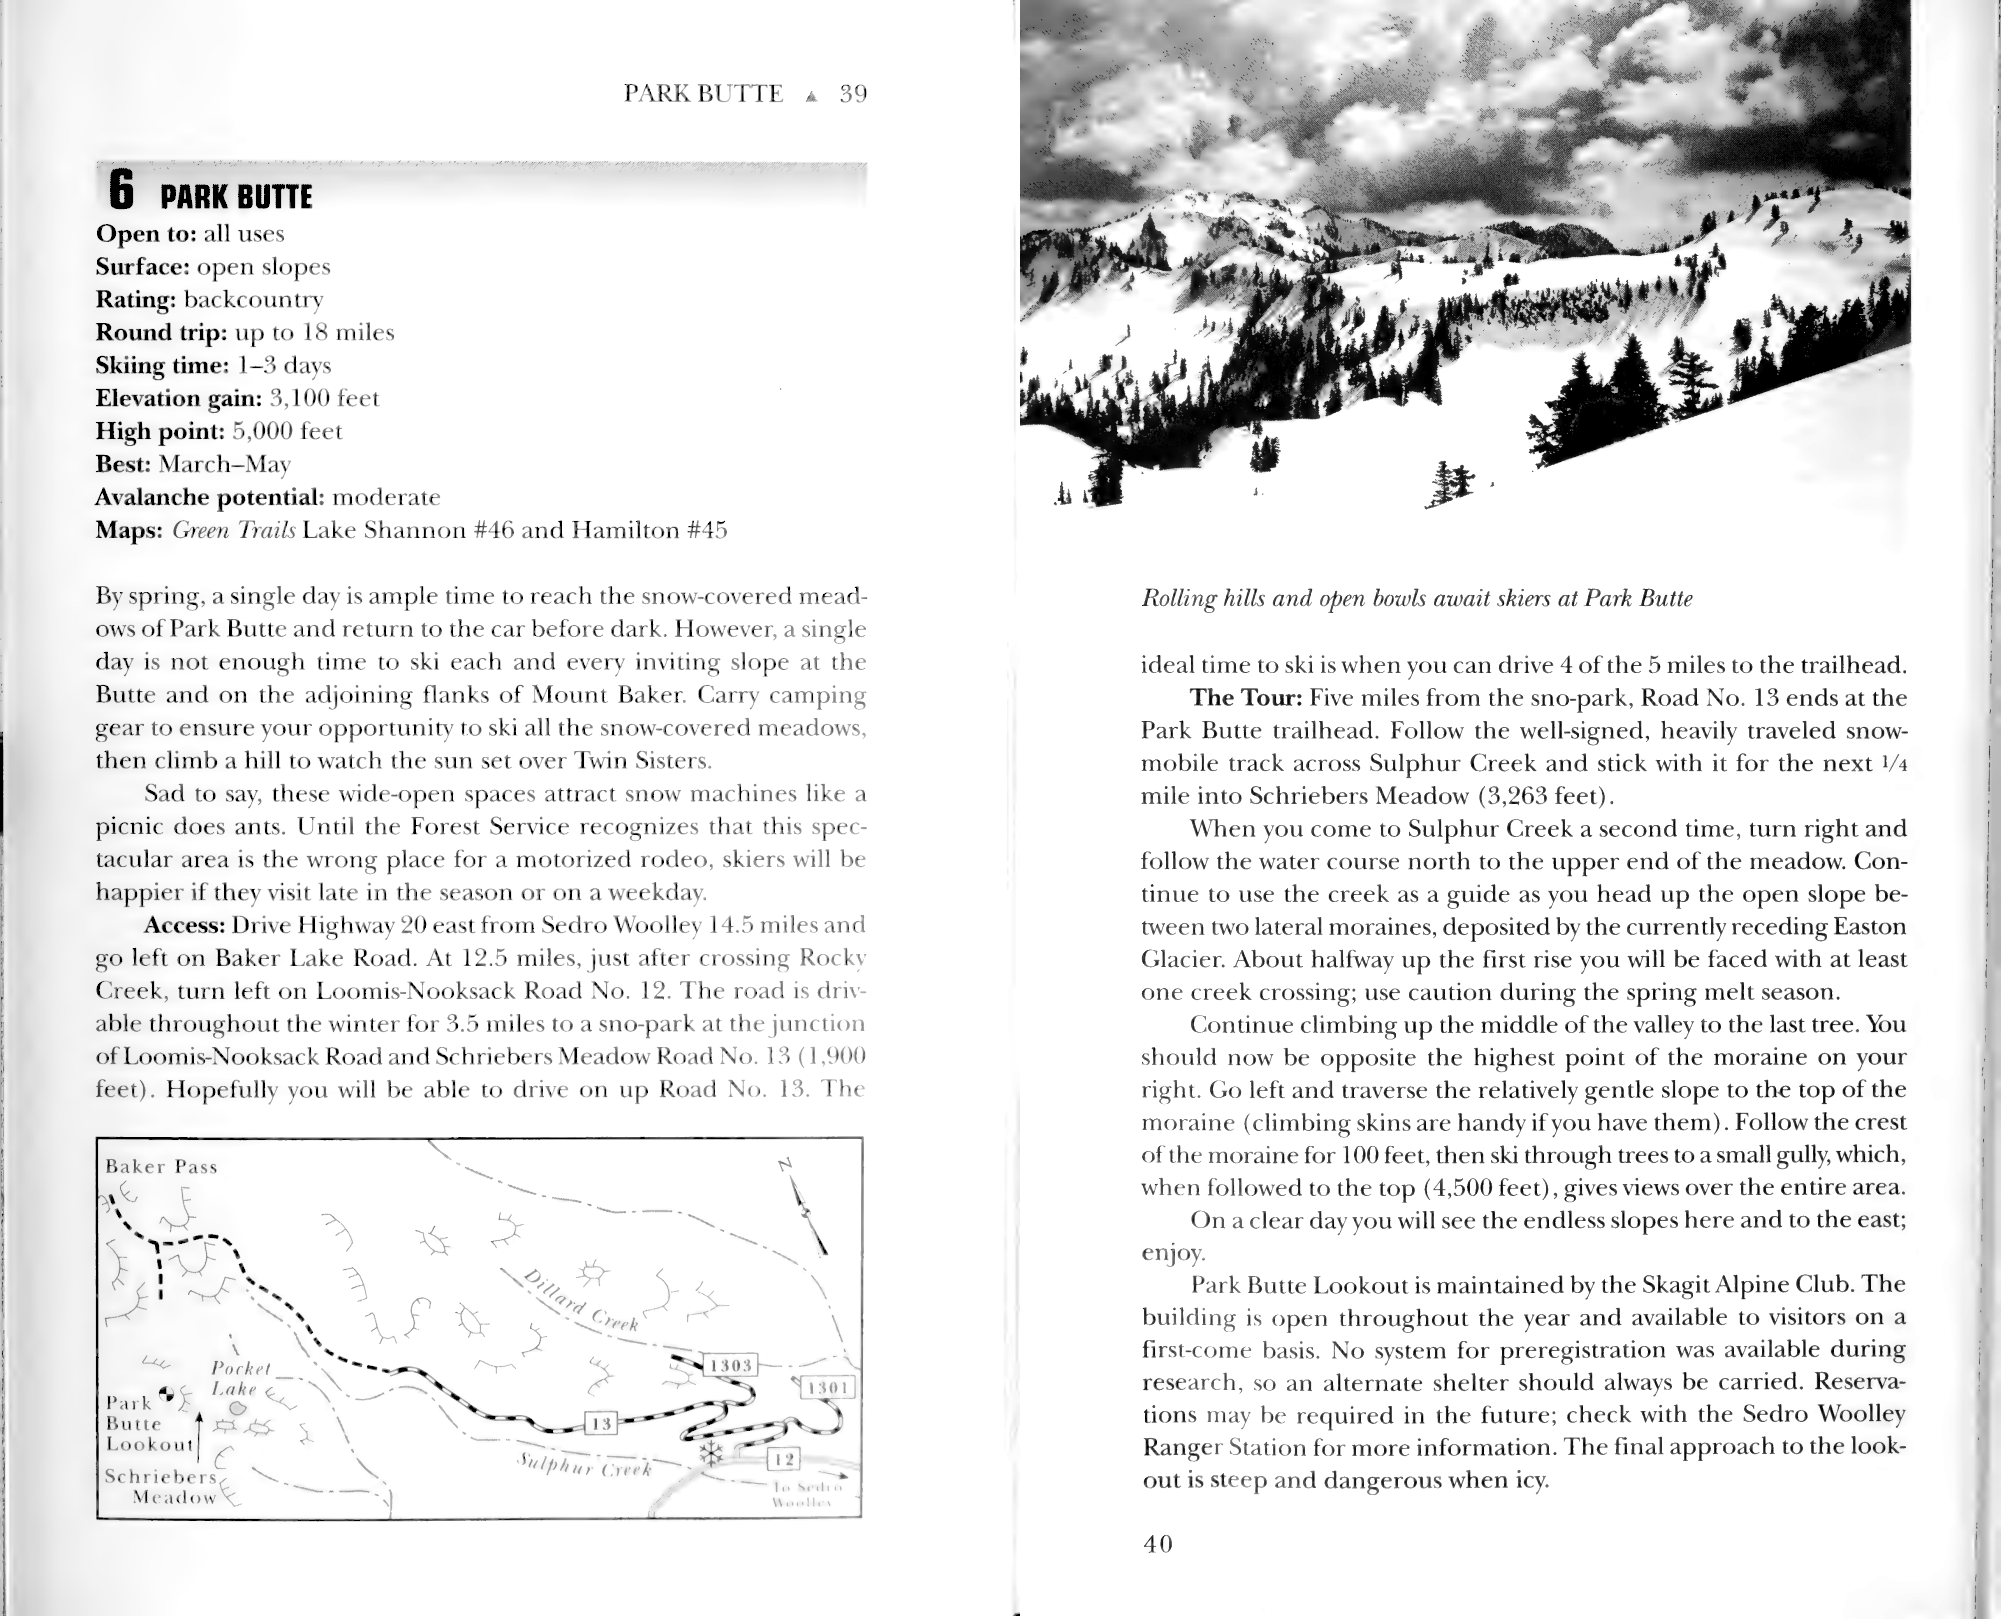 PARK BUTTE ▲ 39
6 PARK BUTTE
Open to: all uses
Surface: open slopes
Rating: backcountry
Round trip: up to 18 miles
Skiing time: 1–3 days
Elevation gain: 3,100 feet
High point: 5,000 feet
Best: March–May
Avalanche potential: moderate
Maps: Green Trails Lake Shannon #46 and Hamilton #45
By spring, a single day is ample time to reach the snow-covered mead-
ows of Park Butte and return to the car before dark. However, a single
day is not enough time to ski each and every inviting slope at the
Butte and on the adjoining flanks of Mount Baker. Carry camping
gear to ensure your opportunity to ski all the snow-covered meadows,
then climb a hill to watch the sun set over Twin Sisters.
Sad to say, these wide-open spaces attract snow machines like a
picnic does ants. Until the Forest Service recognizes that this spec-
tacular area is the wrong place for a motorized rodeo, skiers will be
happier if they visit late in the season or on a weekday.
Access: Drive Highway 20 east from Sedro Woolley 14.5 miles and
go left on Baker Lake Road. At 12.5 miles, just after crossing Rocky
Creek, turn left on Loomis-Nooksack Road No. 12. The road is driv-
able throughout the winter for 3.5 miles to a sno-park at the junction
of Loomis-Nooksack Road and Schriebers Meadow Road No. 13 (1,900
feet). Hopefully you will be able to drive on up Road No. 13. The
Baker Pass
N
Dillard Creek
1303
1301
Pocket
Lake
Park
Butte
Lookout
13
12
Sulphur Creek
Schriebers
Meadow
To Sedro
Woolley
Rolling hills and open bowls await skiers at Park Butte
ideal time to ski is when you can drive 4 of the 5 miles to the trailhead.
The Tour: Five miles from the sno-park, Road No. 13 ends at the
Park Butte trailhead. Follow the well-signed, heavily traveled snow-
mobile track across Sulphur Creek and stick with it for the next 1/4
mile into Schriebers Meadow (3,263 feet).
When you come to Sulphur Creek a second time, turn right and
follow the water course north to the upper end of the meadow. Con-
tinue to use the creek as a guide as you head up the open slope be-
tween two lateral moraines, deposited by the currently receding Easton
Glacier. About halfway up the first rise you will be faced with at least
one creek crossing; use caution during the spring melt season.
Continue climbing up the middle of the valley to the last tree. You
should now be opposite the highest point of the moraine on your
right. Go left and traverse the relatively gentle slope to the top of the
moraine (climbing skins are handy if you have them). Follow the crest
of the moraine for 100 feet, then ski through trees to a small gully, which,
when followed to the top (4,500 feet), gives views over the entire area.
On a clear day you will see the endless slopes here and to the east;
enjoy.
Park Butte Lookout is maintained by the Skagit Alpine Club. The
building is open throughout the year and available to visitors on a
first-come basis. No system for preregistration was available during
research, so an alternate shelter should always be carried. Reserva-
tions may be required in the future; check with the Sedro Woolley
Ranger Station for more information. The final approach to the look-
out is steep and dangerous when icy.
40